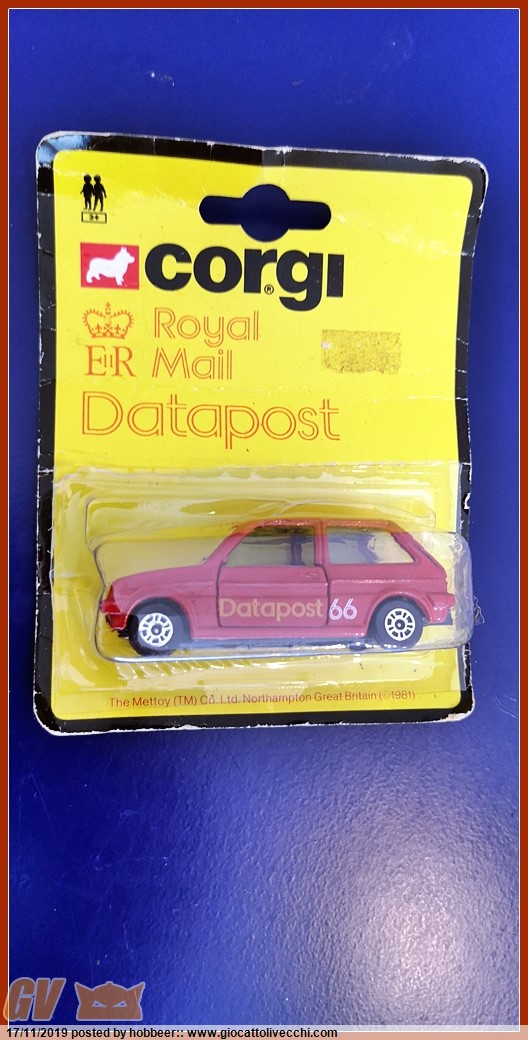 3+
corgi®
Royal
EIIR Mail
Datapost
Datapost 66
The Mettoy (TM) Co. Ltd. Northampton Great Britain (©1981)
GV
17/11/2019 posted by hobbeer:: www.giocattolivecchi.com